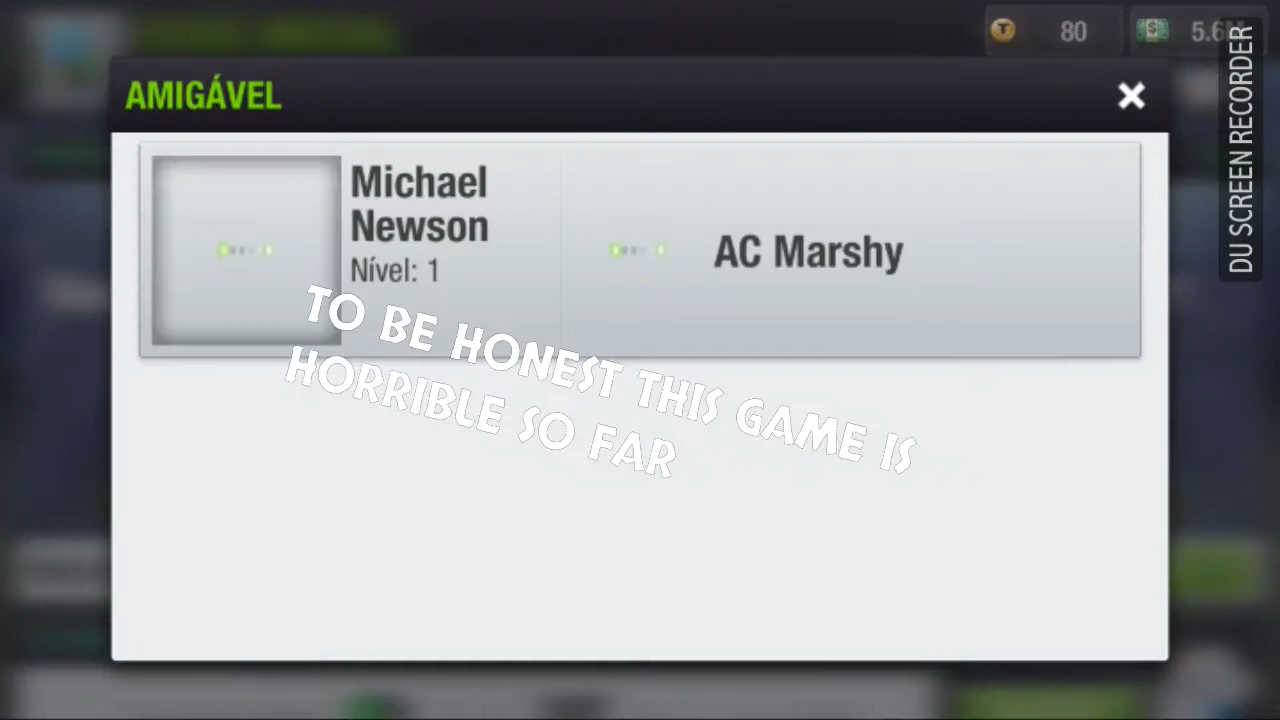 80
AMIGÁVEL
Michael
Newson
Nível: 1
AC Marshy
TO BE HONEST THIS GAME IS
HORRIBLE SO FAR
DU SCREEN RECORDER